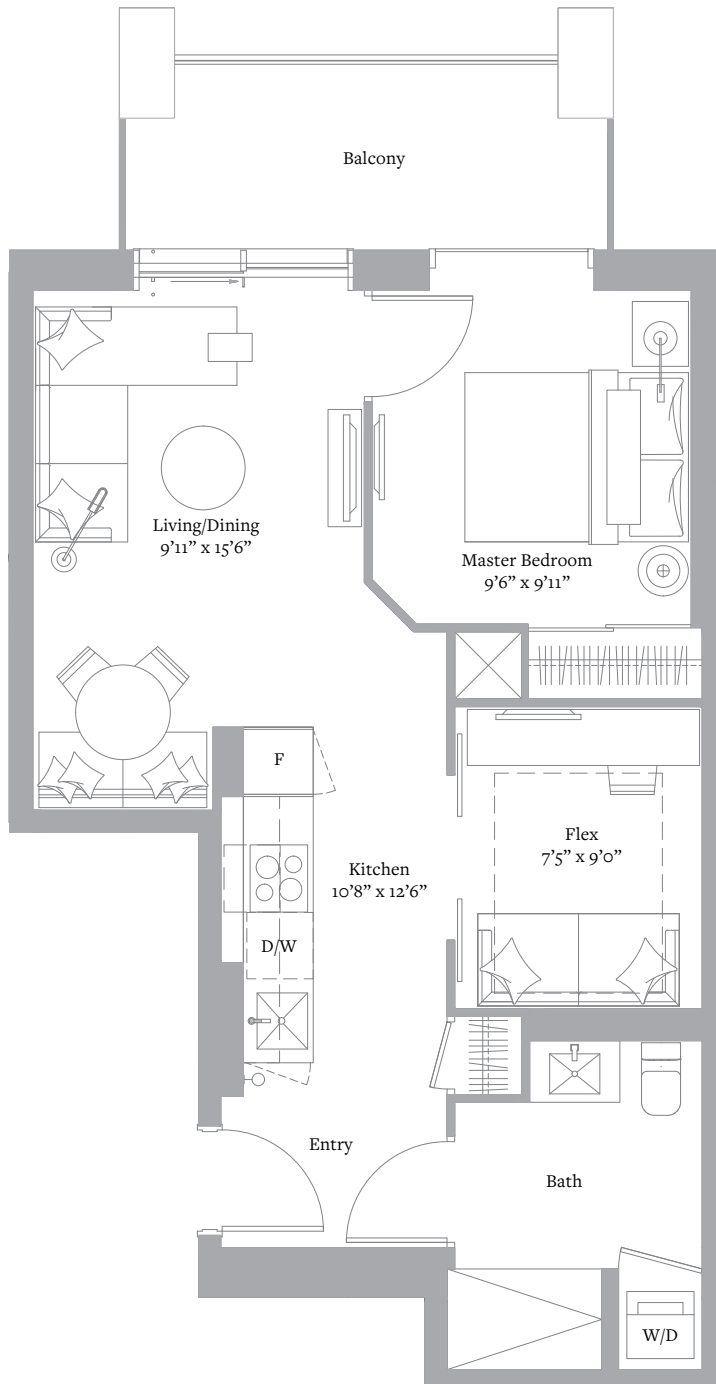 Balcony
Living/Dining
9’11” x 15’6”
Master Bedroom
9’6” x 9’11”
F
Flex
7’5” x 9’0”
Kitchen
10’8” x 12’6”
D/W
Entry
Bath
W/D